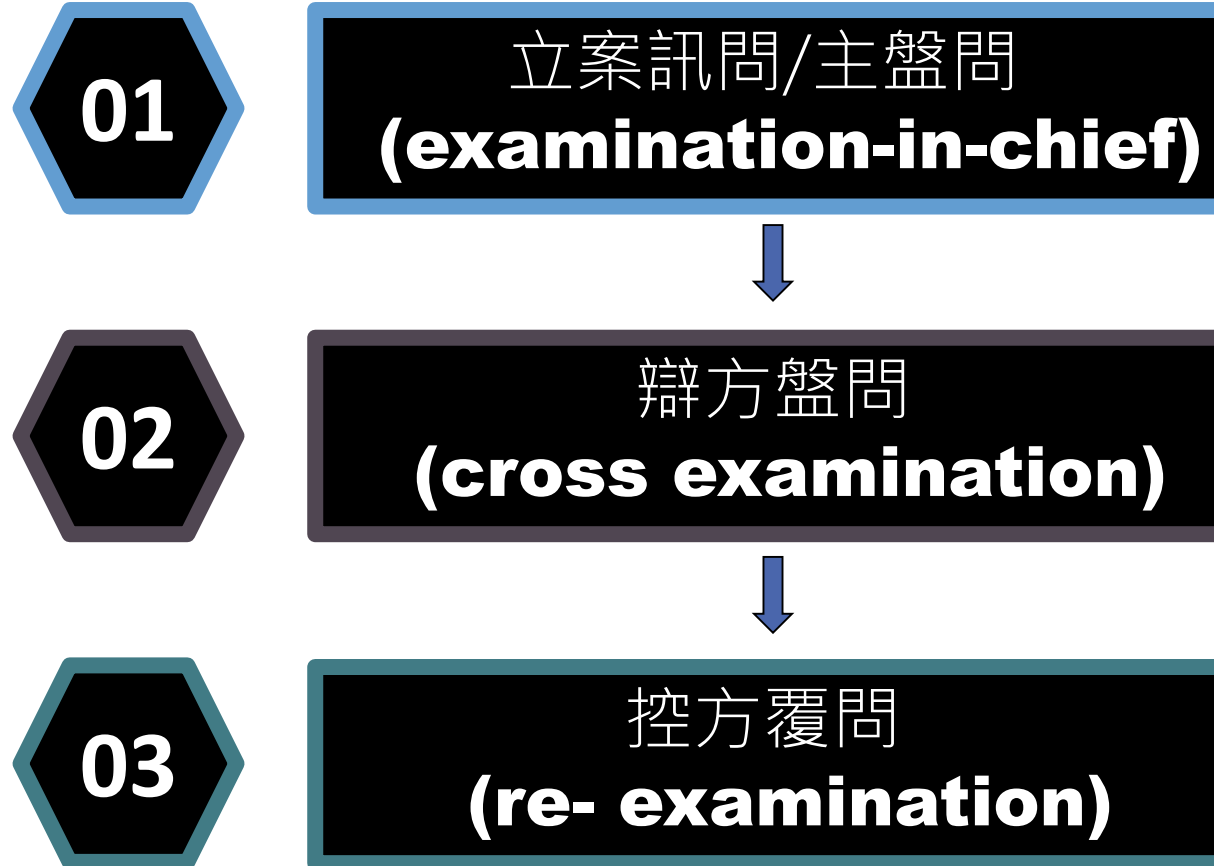 01
立案訊問/主盤問
(examination-in-chief)
02
辯方盤問
(cross examination)
03
控方覆問
(re- examination)